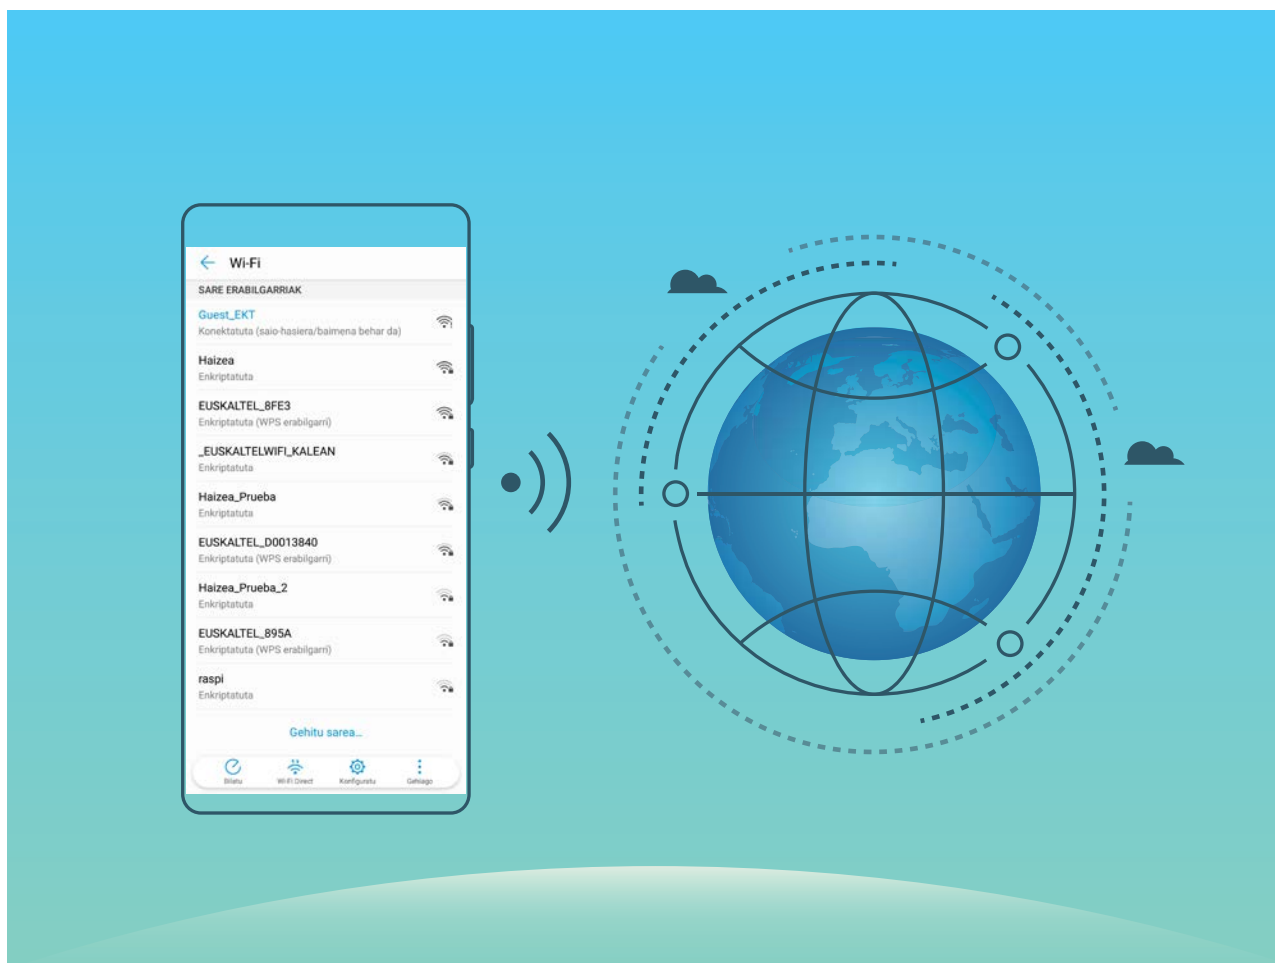 Wi-Fi
SARE ERABILGARRIAK
Guest_EKT
Konektatuta (saio-hasiera/baimena behar da)
Haizea
Enkriptatuta
EUSKALTEL_8FE3
Enkriptatuta (WPS erabilgarri)
_EUSKALTELWIFI_KALEAN
Enkriptatuta
Haizea_Prueba
Enkriptatuta
EUSKALTEL_D0013840
Enkriptatuta (WPS erabilgarri)
Haizea_Prueba_2
Enkriptatuta
EUSKALTEL_895A
Enkriptatuta (WPS erabilgarri)
raspi
Enkriptatuta
Gehitu sarea...
Bilatu Wi-Fi Direct Konfiguratu Gehiago